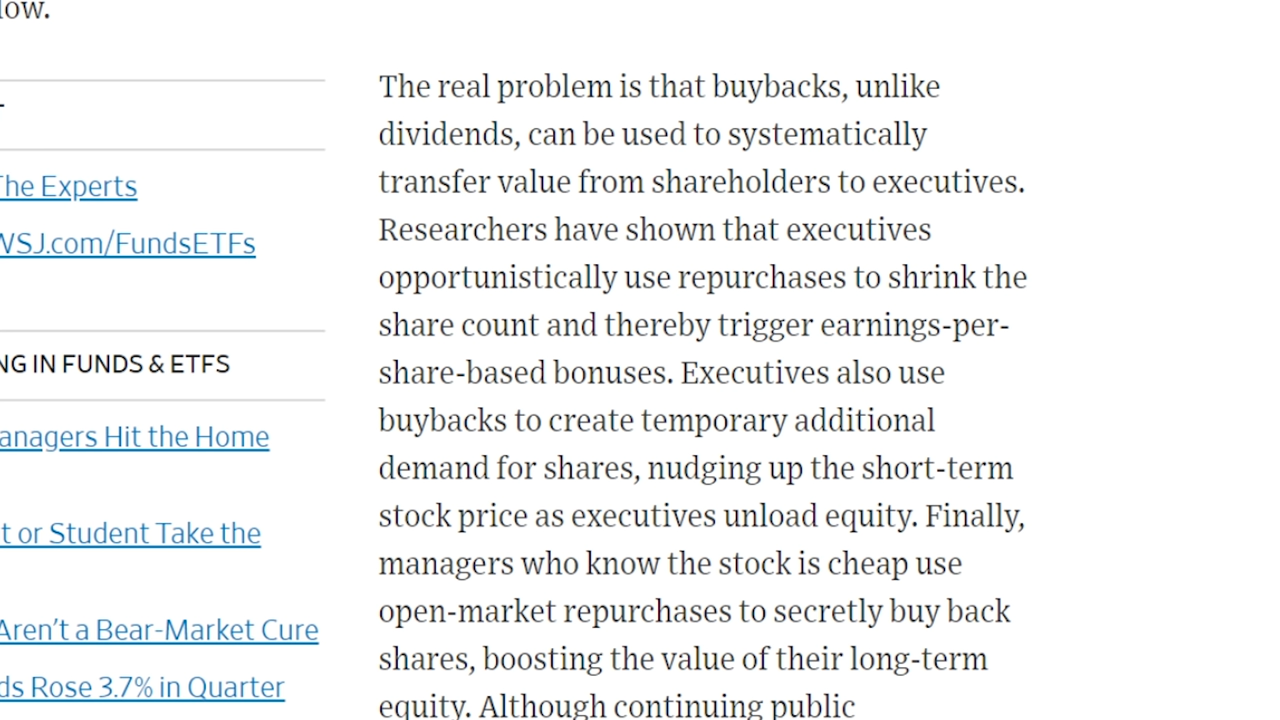 low.
The Experts
WSJ.com/FundsETFs
NG IN FUNDS & ETFS
anagers Hit the Home
t or Student Take the
Aren't a Bear-Market Cure
ds Rose 3.7% in Quarter
The real problem is that buybacks, unlike
dividends, can be used to systematically
transfer value from shareholders to executives.
Researchers have shown that executives
opportunistically use repurchases to shrink the
share count and thereby trigger earnings-per-
share-based bonuses. Executives also use
buybacks to create temporary additional
demand for shares, nudging up the short-term
stock price as executives unload equity. Finally,
managers who know the stock is cheap use
open-market repurchases to secretly buy back
shares, boosting the value of their long-term
equity. Although continuing public